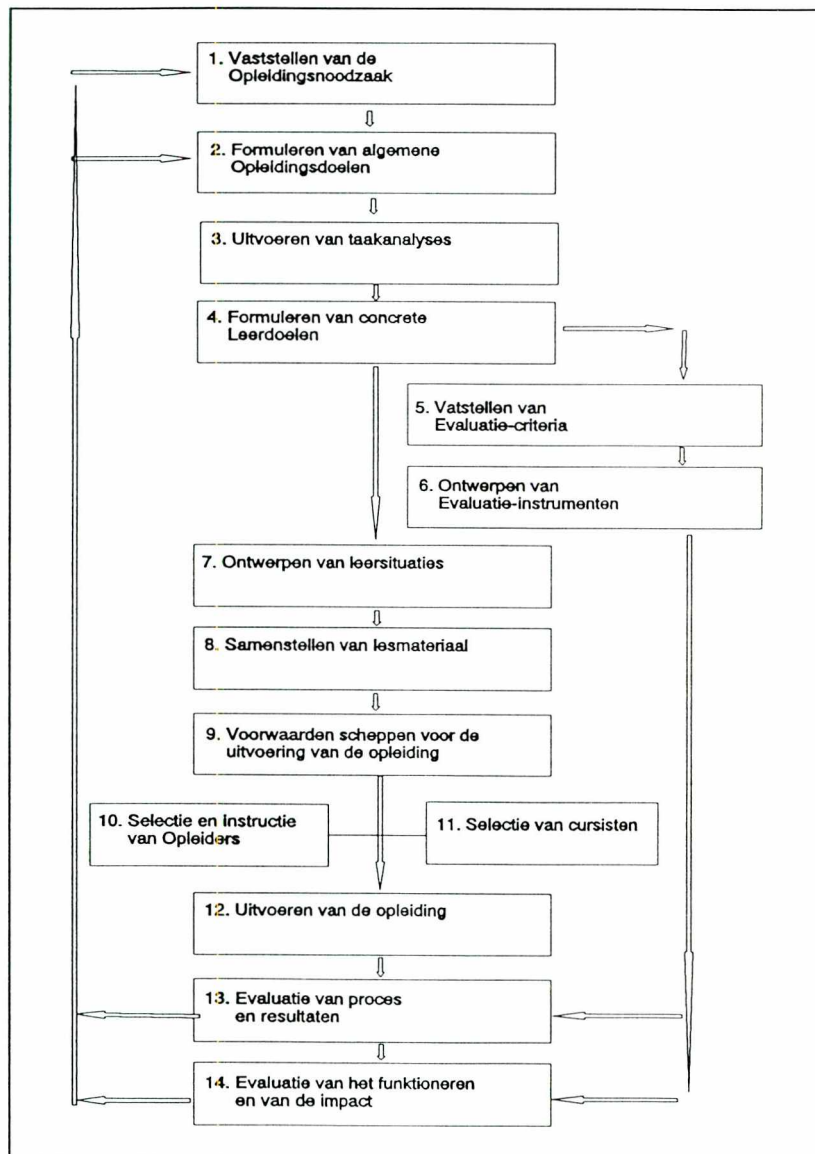 1. Vaststellen van de
Opleidingsnoodzaak
2. Formuleren van algemene
Opleidingsdoelen
3. Uitvoeren van taakanalyses
4. Formuleren van concrete
Leerdoelen
5. Vatstellen van
Evaluatie-criteria
6. Ontwerpen van
Evaluatie-instrumenten
7. Ontwerpen van leersituaties
8. Samenstellen van lesmateriaal
9. Voorwaarden scheppen voor de
uitvoering van de opleiding
10. Selectie en Instructie
van Opleiders
11. Selectie van cursisten
12. Uitvoeren van de opleiding
13. Evaluatie van proces
en resultaten
14. Evaluatie van het funktioneren
en van de impact